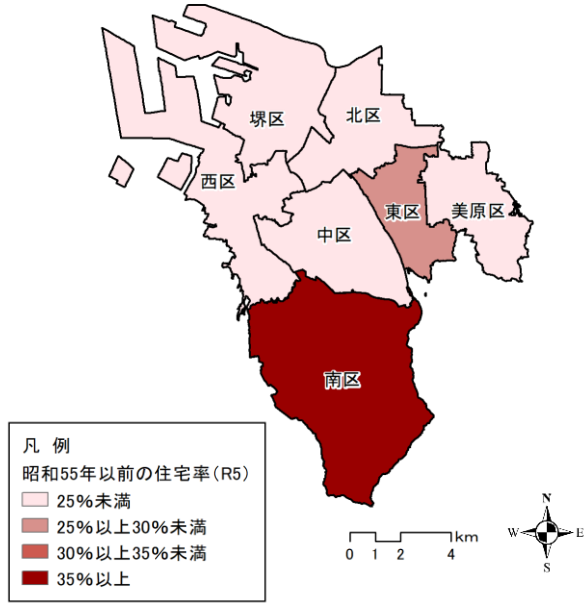 堺区
北区
西区
東区
美原区
中区
南区
凡 例
昭和55年以前の住宅率(R5)
25%未満
25%以上30%未満
30%以上35%未満
35%以上
km
0 1 2 4
N
W E
S